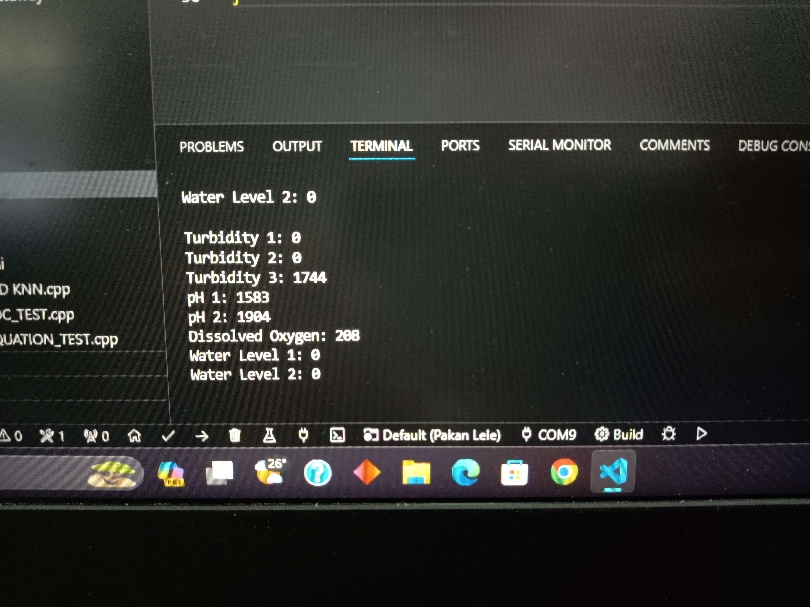 PROBLEMS OUTPUT TERMINAL PORTS SERIAL MONITOR COMMENTS DEBUG CONS
Water Level 2: 0
Turbidity 1: 0
Turbidity 2: 0
Turbidity 3: 1744
pH 1: 1583
pH 2: 1904
Dissolved Oxygen: 208
Water Level 1: 0
Water Level 2: 0
D KNN.cpp
C_TEST.cpp
QUATION_TEST.cpp
0 1 0 Default (Pakan Lele) COM9 Build
PRE 26°